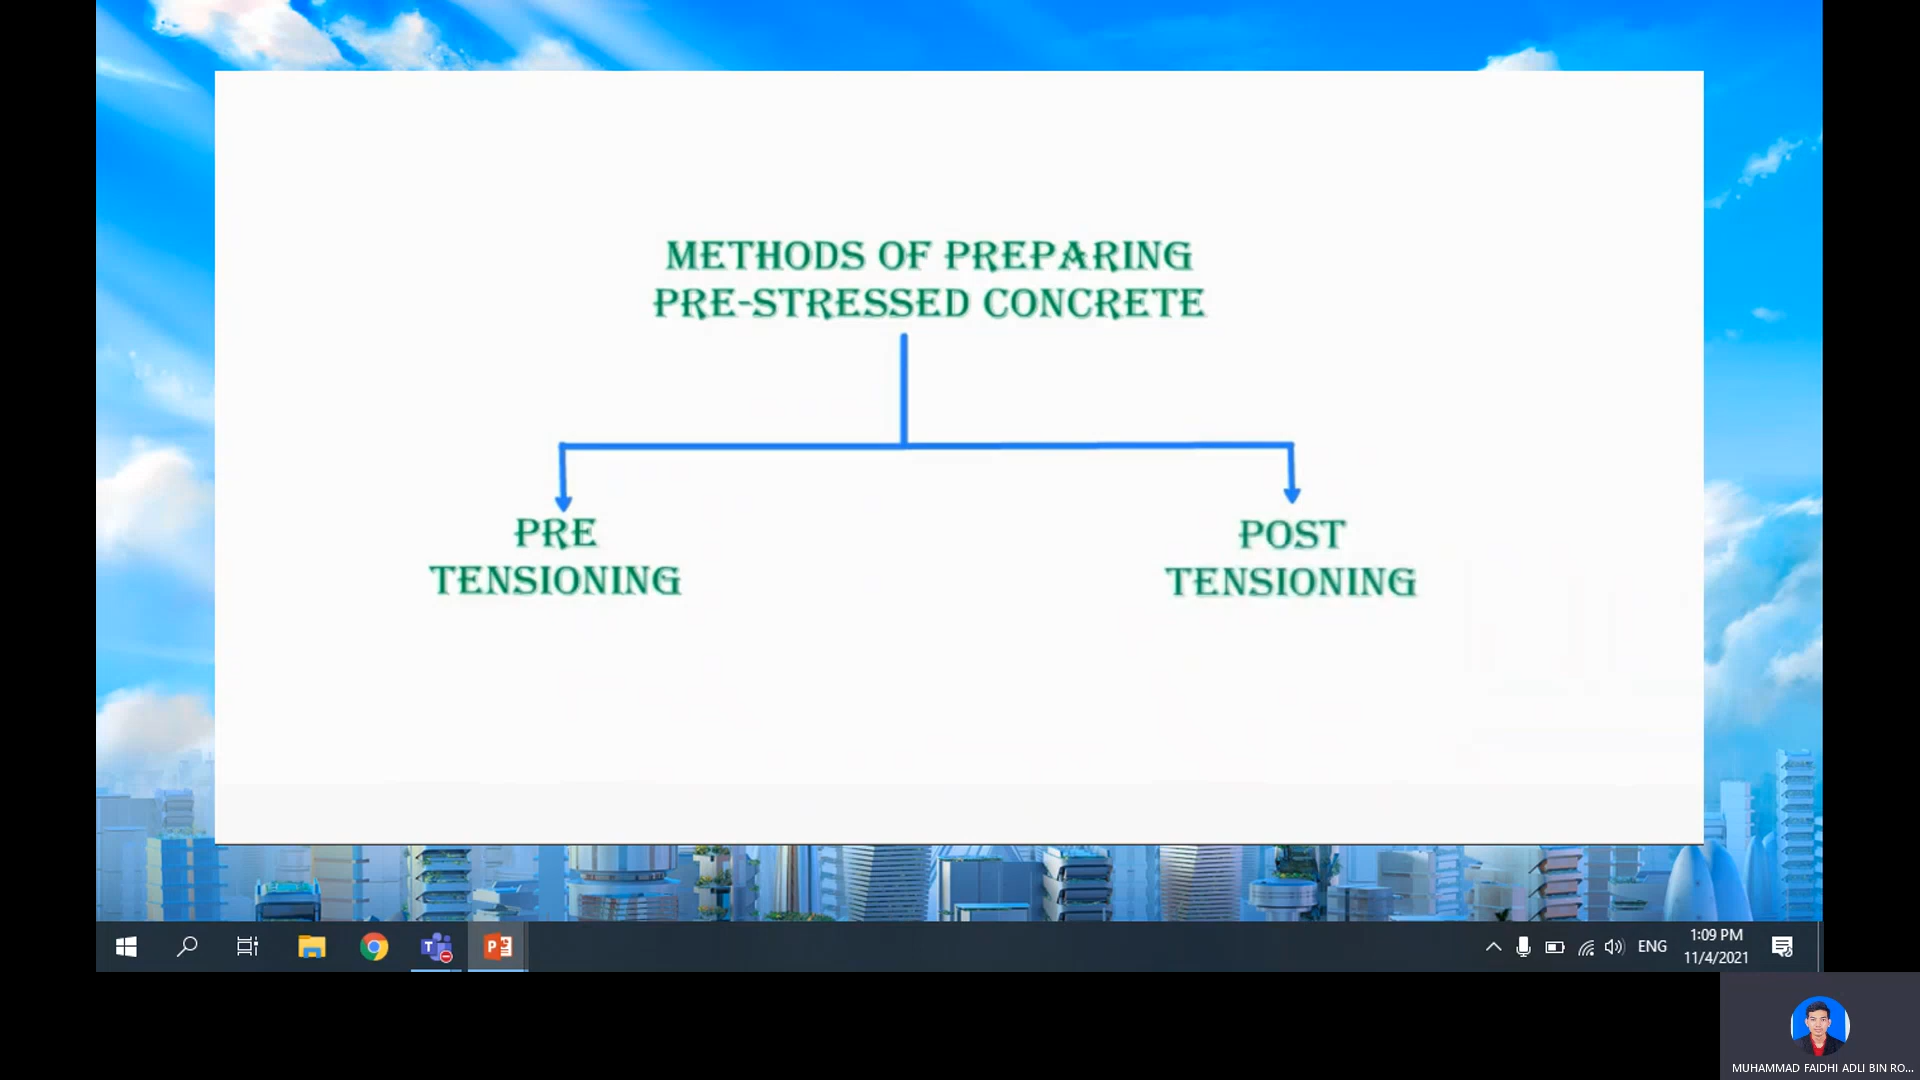 METHODS OF PREPARING
PRE-STRESSED CONCRETE
PRE
TENSIONING
POST
TENSIONING
ENG
1:09 PM
11/4/2021
MUHAMMAD FAIDHI ADLI BIN RO...